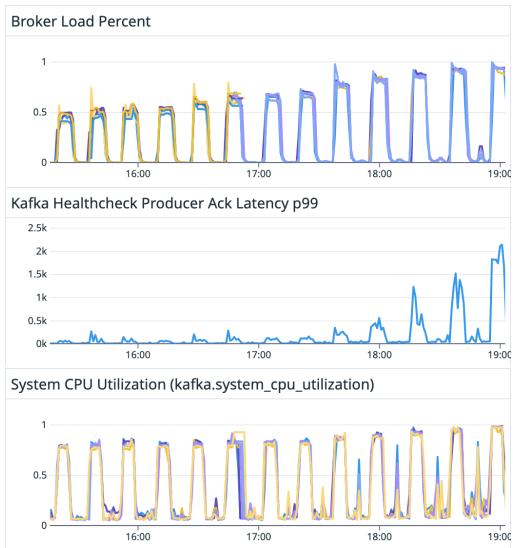 Broker Load Percent
1
0.5
0
16:00 17:00 18:00 19:00
Kafka Healthcheck Producer Ack Latency p99
2.5k
2k
1.5k
1k
0.5k
0k
16:00 17:00 18:00 19:00
System CPU Utilization (kafka.system_cpu_utilization)
1
0.5
0
16:00 17:00 18:00 19:00